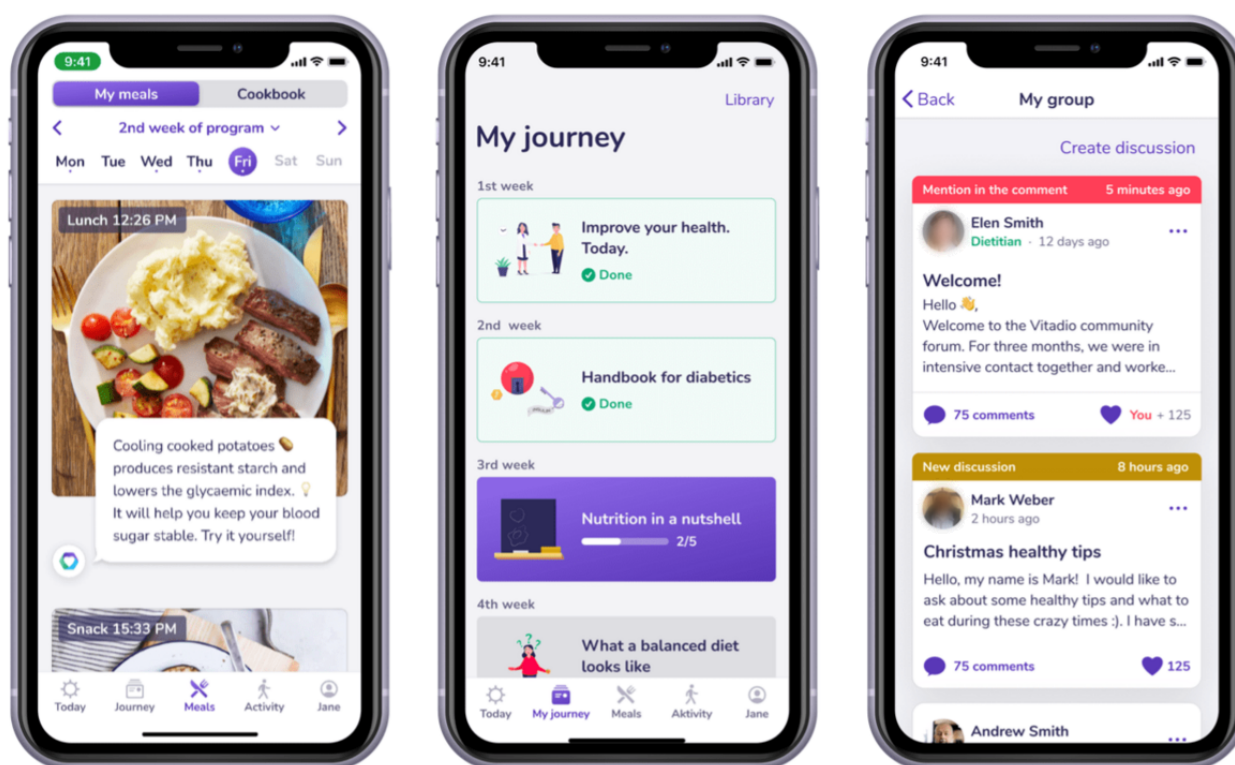 9:41
My meals
Cookbook
2nd week of program
Mon Tue Wed Thu Fri Sat Sun
Lunch 12:26 PM
Cooling cooked potatoes 🥔
produces resistant starch and
lowers the glycaemic index. 💡
It will help you keep your blood
sugar stable. Try it yourself!
Snack 15:33 PM
Today Journey Meals Activity Jane
9:41
Library
My journey
1st week
Improve your health.
Today.
Done
2nd week
Handbook for diabetics
Done
3rd week
Nutrition in a nutshell
2/5
4th week
What a balanced diet
looks like
Today My journey Meals Aktivity Jane
9:41
Back
My group
Create discussion
Mention in the comment 5 minutes ago
Elen Smith
Dietitian · 12 days ago
Welcome!
Hello 👋,
Welcome to the Vitadio community
forum. For three months, we were in
intensive contact together and worke...
75 comments
You + 125
New discussion 8 hours ago
Mark Weber
2 hours ago
Christmas healthy tips
Hello, my name is Mark! I would like to
ask about some healthy tips and what to
eat during these crazy times :). I have s...
75 comments
125
Andrew Smith